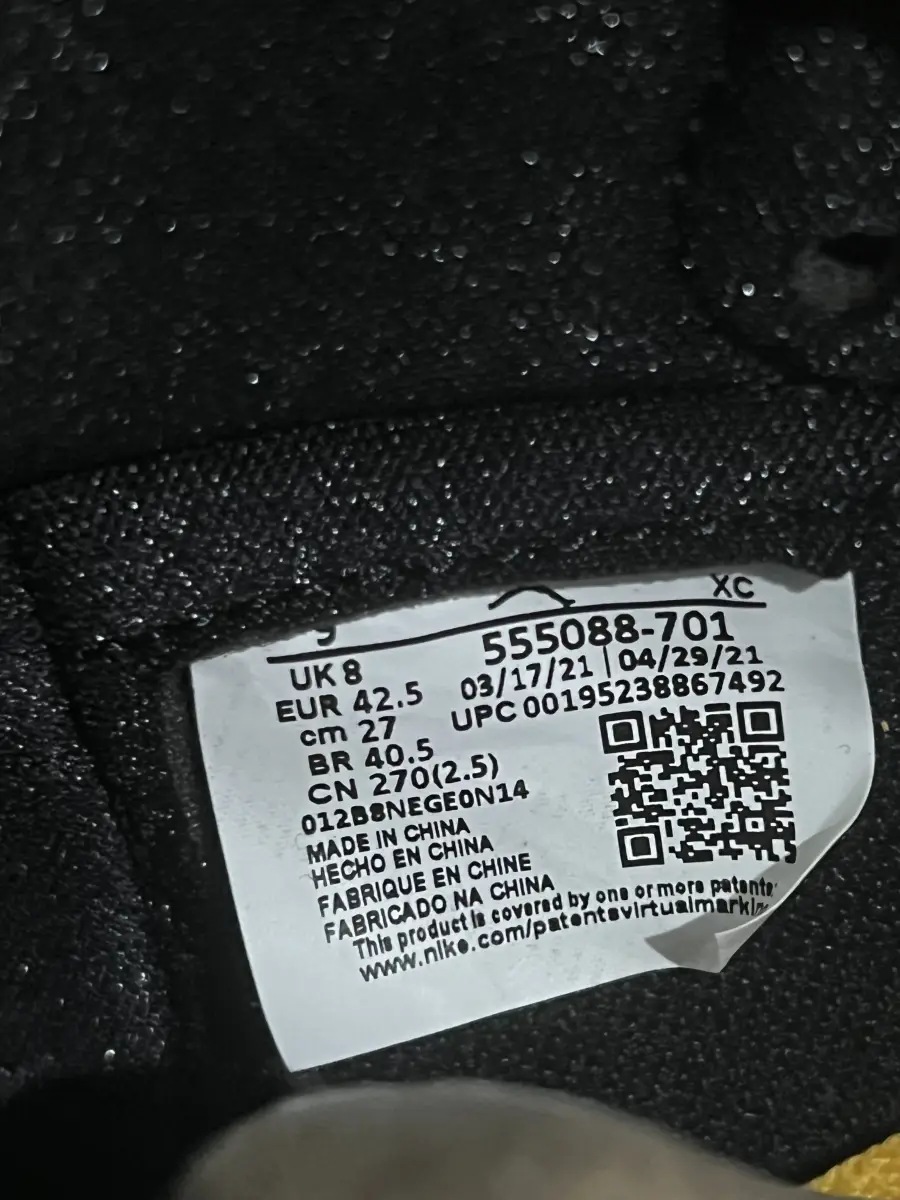 XC
UK 8
EUR 42.5
cm 27
BR 40.5
CN 270(2.5)
012B8NEGE0N14
555088-701
03/17/21 | 04/29/21
UPC 00195238867492
MADE IN CHINA
HECHO EN CHINA
FABRIQUE EN CHINE
FABRICADO NA CHINA
This product is covered by one or more patents
www.nike.com/patentsvirtualmarkin